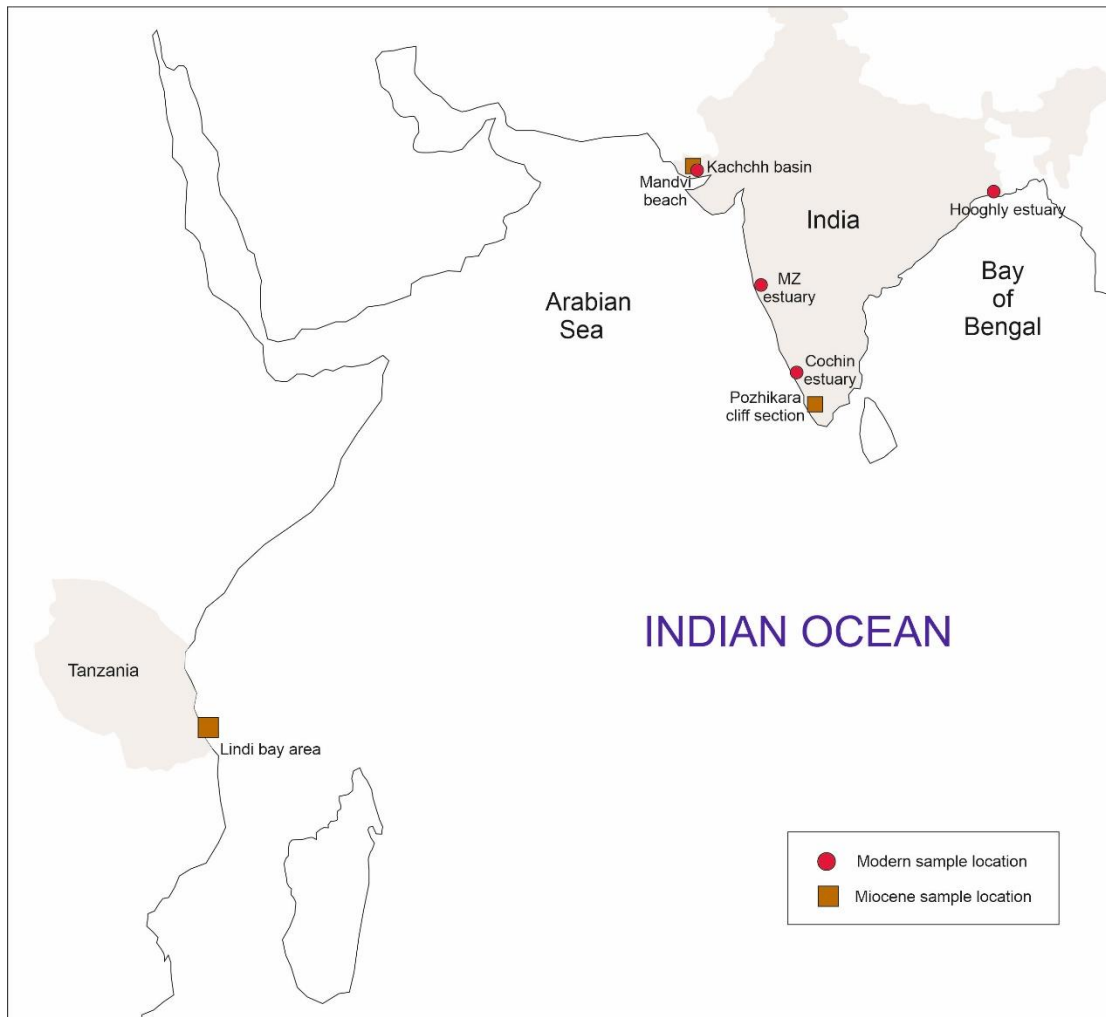 Kachchh basin
Mandvi
beach
Hooghly estuary
India
MZ
estuary
Bay
of
Bengal
Arabian
Sea
Cochin
estuary
Pozhikara
cliff section
INDIAN OCEAN
Tanzania
Lindi bay area
Modern sample location
Miocene sample location